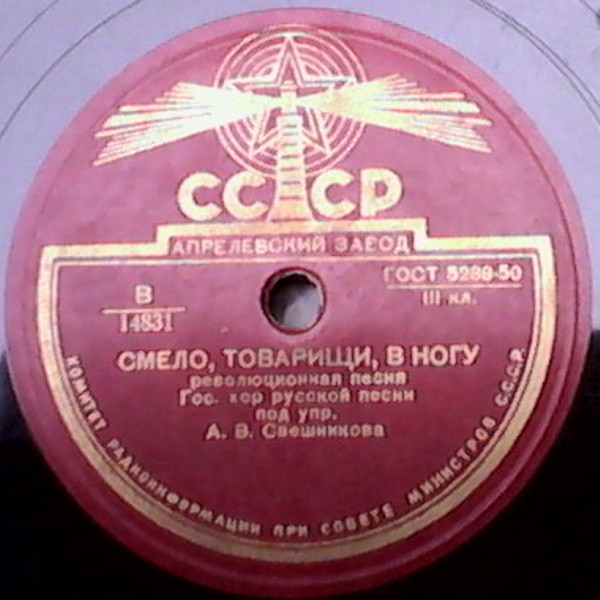 СССР
АПРЕЛЕВСКИЙ ЗАВОД
ГОСТ 5289-50
III кл.
В
14831
СМЕЛО, ТОВАРИЩИ, В НОГУ
революционная песня
Гос. хор русской песни
под упр.
А. В. Свешникова
КОМИТЕТ РАДИОИНФОРМАЦИИ ПРИ СОВЕТЕ МИНИСТРОВ СССР